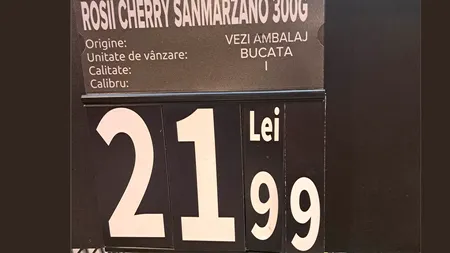 ROSII CHERRY SANMARZANO 300G
Origine: VEZI AMBALAJ
Unitate de vânzare: BUCATA
Calitate: I
Calibru:
21 Lei 99